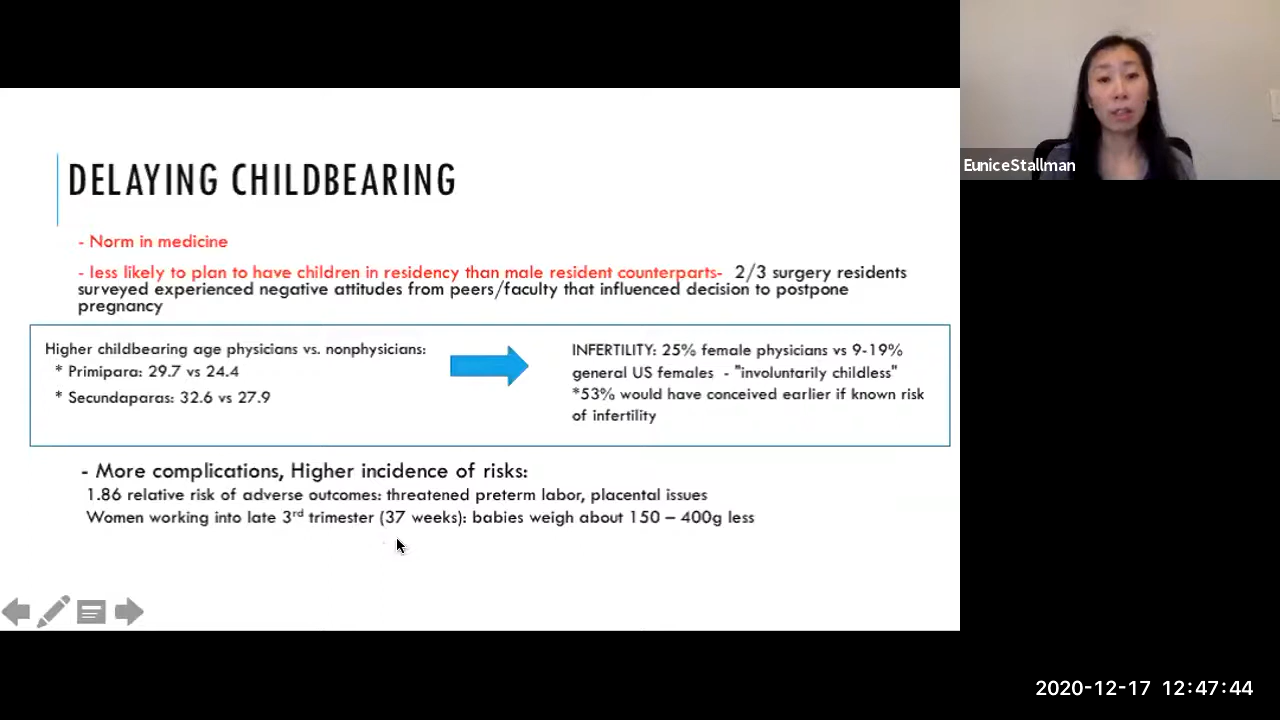 DELAYING CHILDBEARING
- Norm in medicine
- less likely to plan to have children in residency than male resident counterparts- 2/3 surgery residents
surveyed experienced negative attitudes from peers/faculty that influenced decision to postpone
pregnancy
Higher childbearing age physicians vs. nonphysicians:
* Primipara: 29.7 vs 24.4
* Secundaparas: 32.6 vs 27.9
INFERTILITY: 25% female physicians vs 9-19%
general US females - "involuntarily childless"
*53% would have conceived earlier if known risk
of infertility
- More complications, Higher incidence of risks:
1.86 relative risk of adverse outcomes: threatened preterm labor, placental issues
Women working into late 3rd trimester (37 weeks): babies weigh about 150 – 400g less
EuniceStallman
2020-12-17 12:47:44